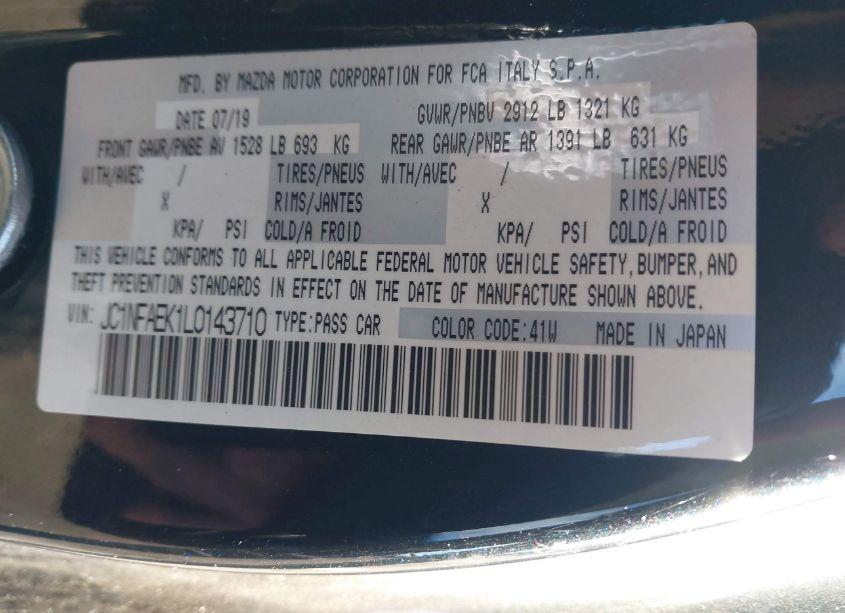 MFD. BY MAZDA MOTOR CORPORATION FOR FCA ITALY S.P.A.
DATE 07/19 GVWR/PNBV 2912 LB 1321 KG
FRONT GAWR/PNBE AV 1528 LB 693 KG REAR GAWR/PNBE AR 1391 LB 631 KG
WITH/AVEC / TIRES/PNEUS WITH/AVEC / TIRES/PNEUS
X RIMS/JANTES X RIMS/JANTES
KPA/ PSI COLD/A FROID KPA/ PSI COLD/A FROID
THIS VEHICLE CONFORMS TO ALL APPLICABLE FEDERAL MOTOR VEHICLE SAFETY, BUMPER, AND
THEFT PREVENTION STANDARDS IN EFFECT ON THE DATE OF MANUFACTURE SHOWN ABOVE.
VIN: JC1NFAEK1L0143710 TYPE:PASS CAR COLOR CODE:41W MADE IN JAPAN